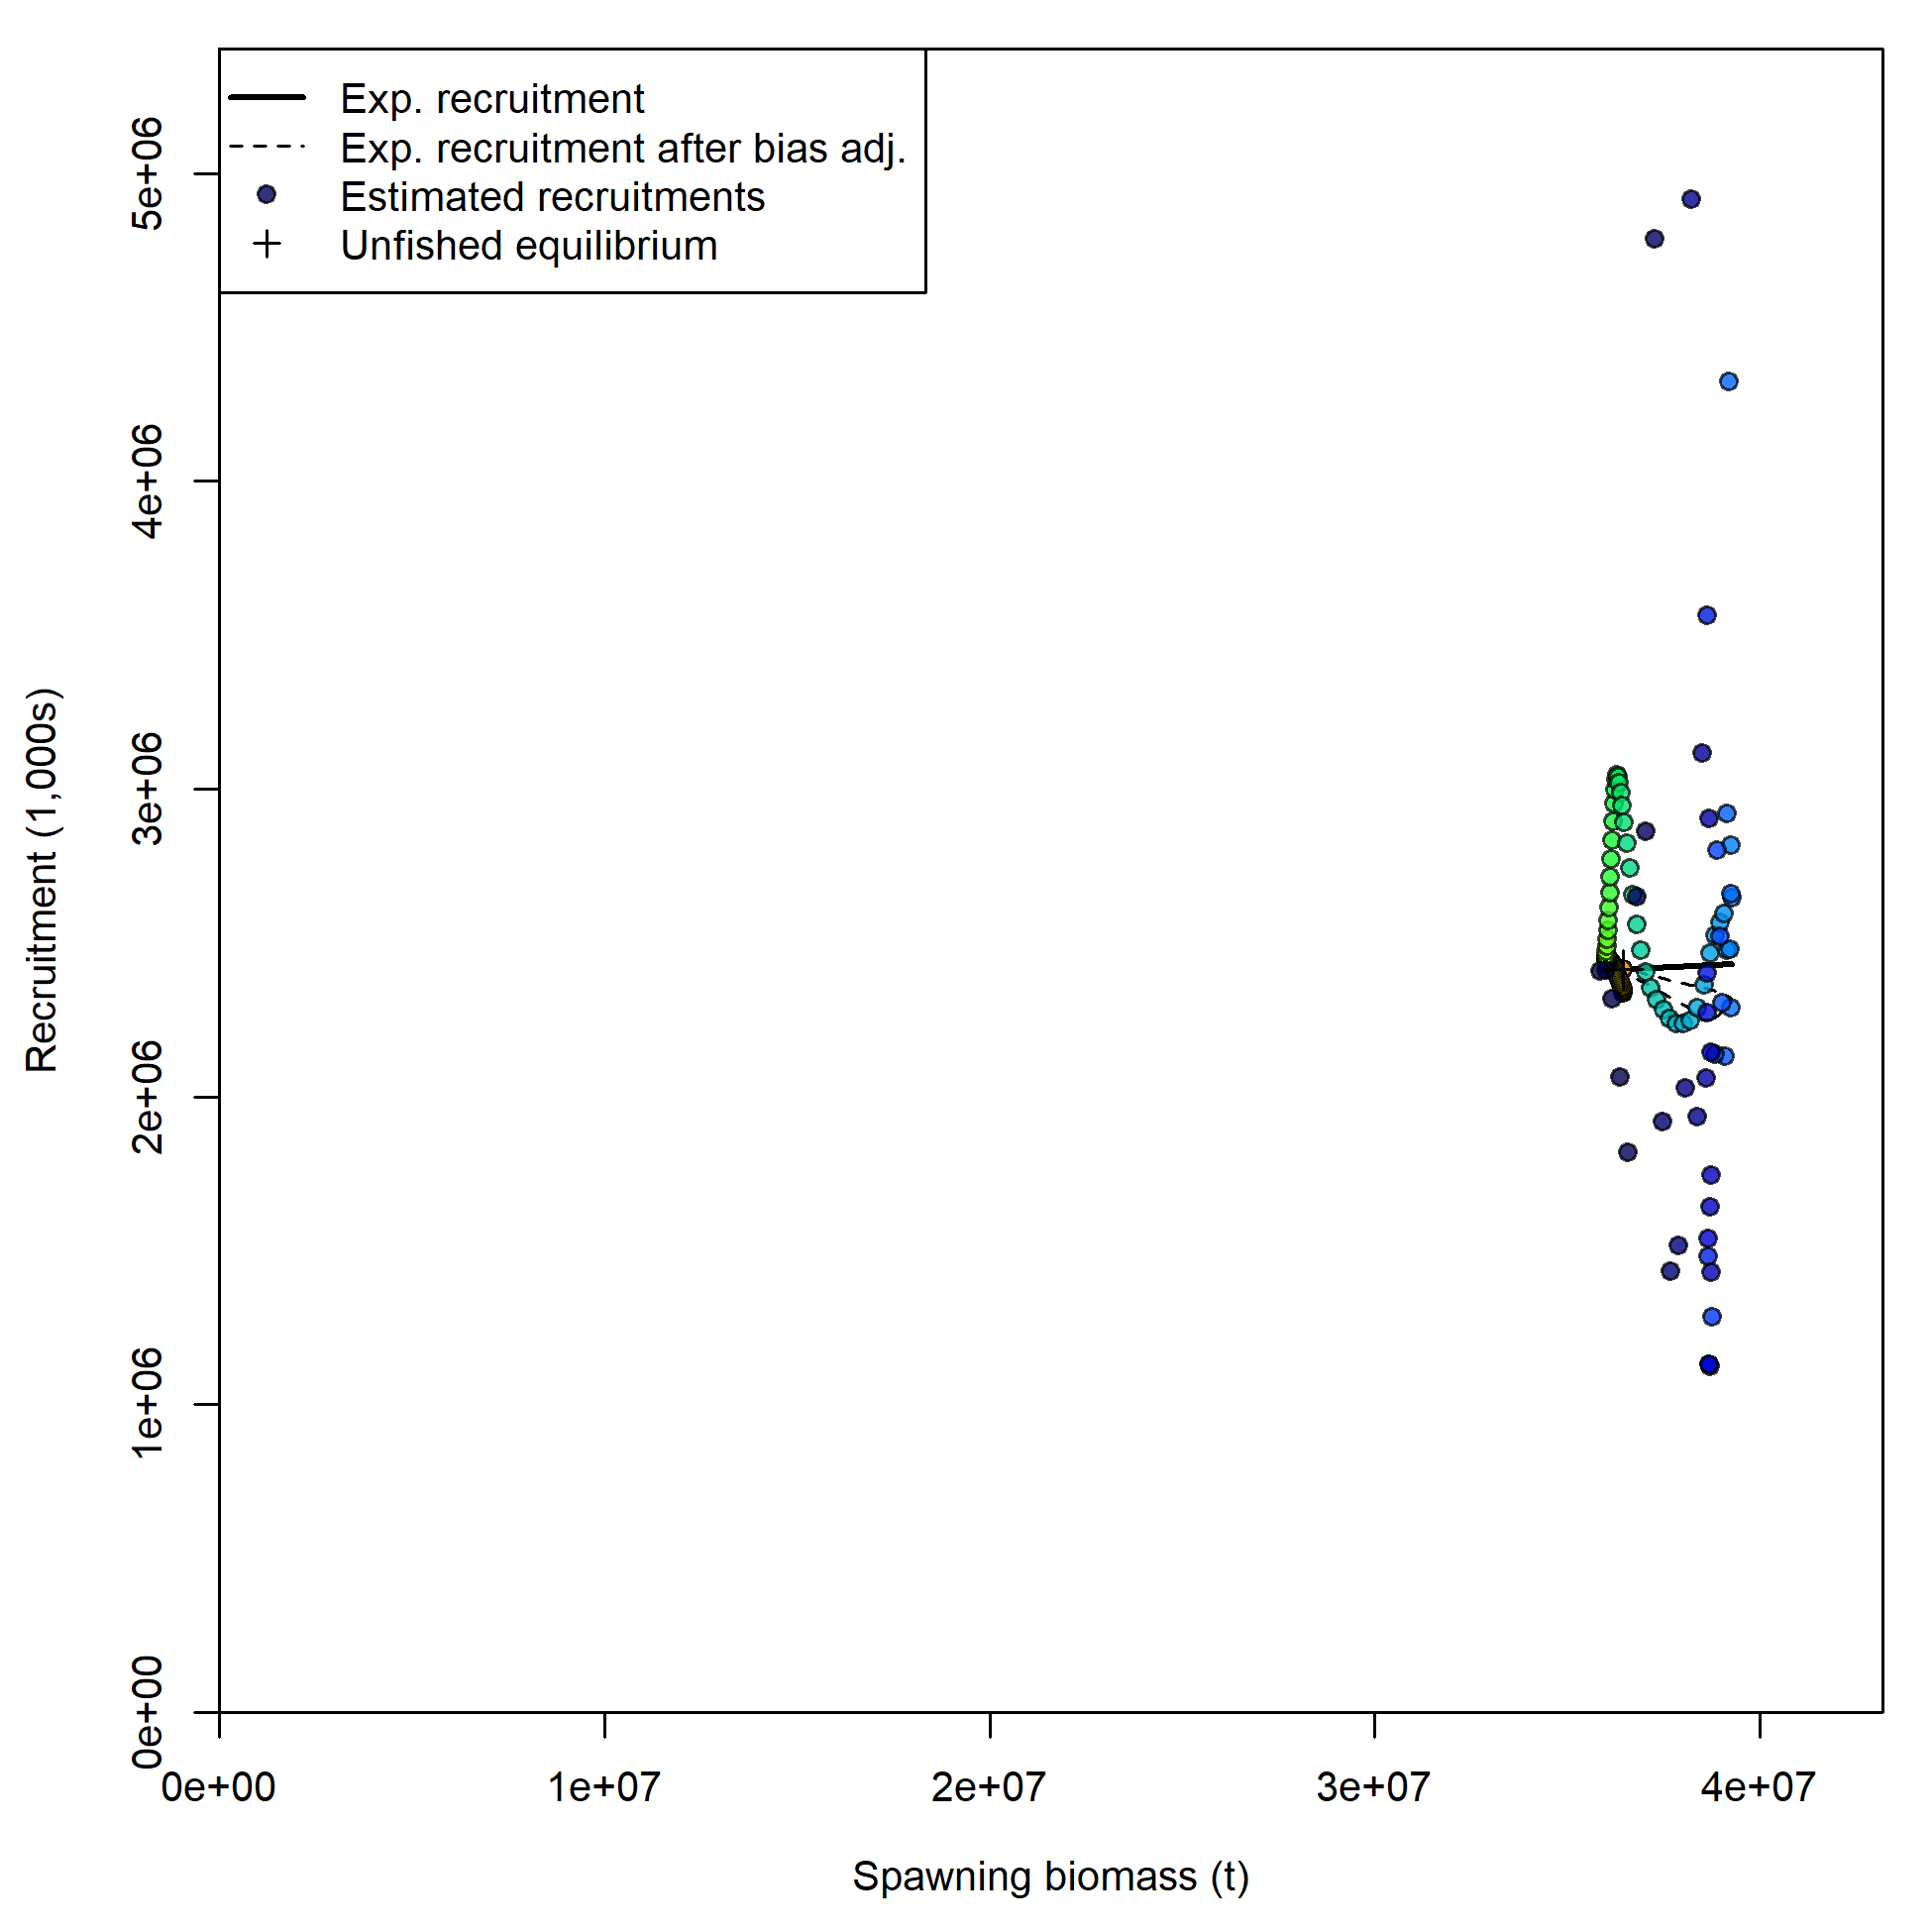 Exp. recruitment
Exp. recruitment after bias adj.
Estimated recruitments
Unfished equilibrium
5e+06
4e+06
3e+06
2e+06
1e+06
0e+00
Recruitment (1,000s)
0e+00 1e+07 2e+07 3e+07 4e+07
Spawning biomass (t)